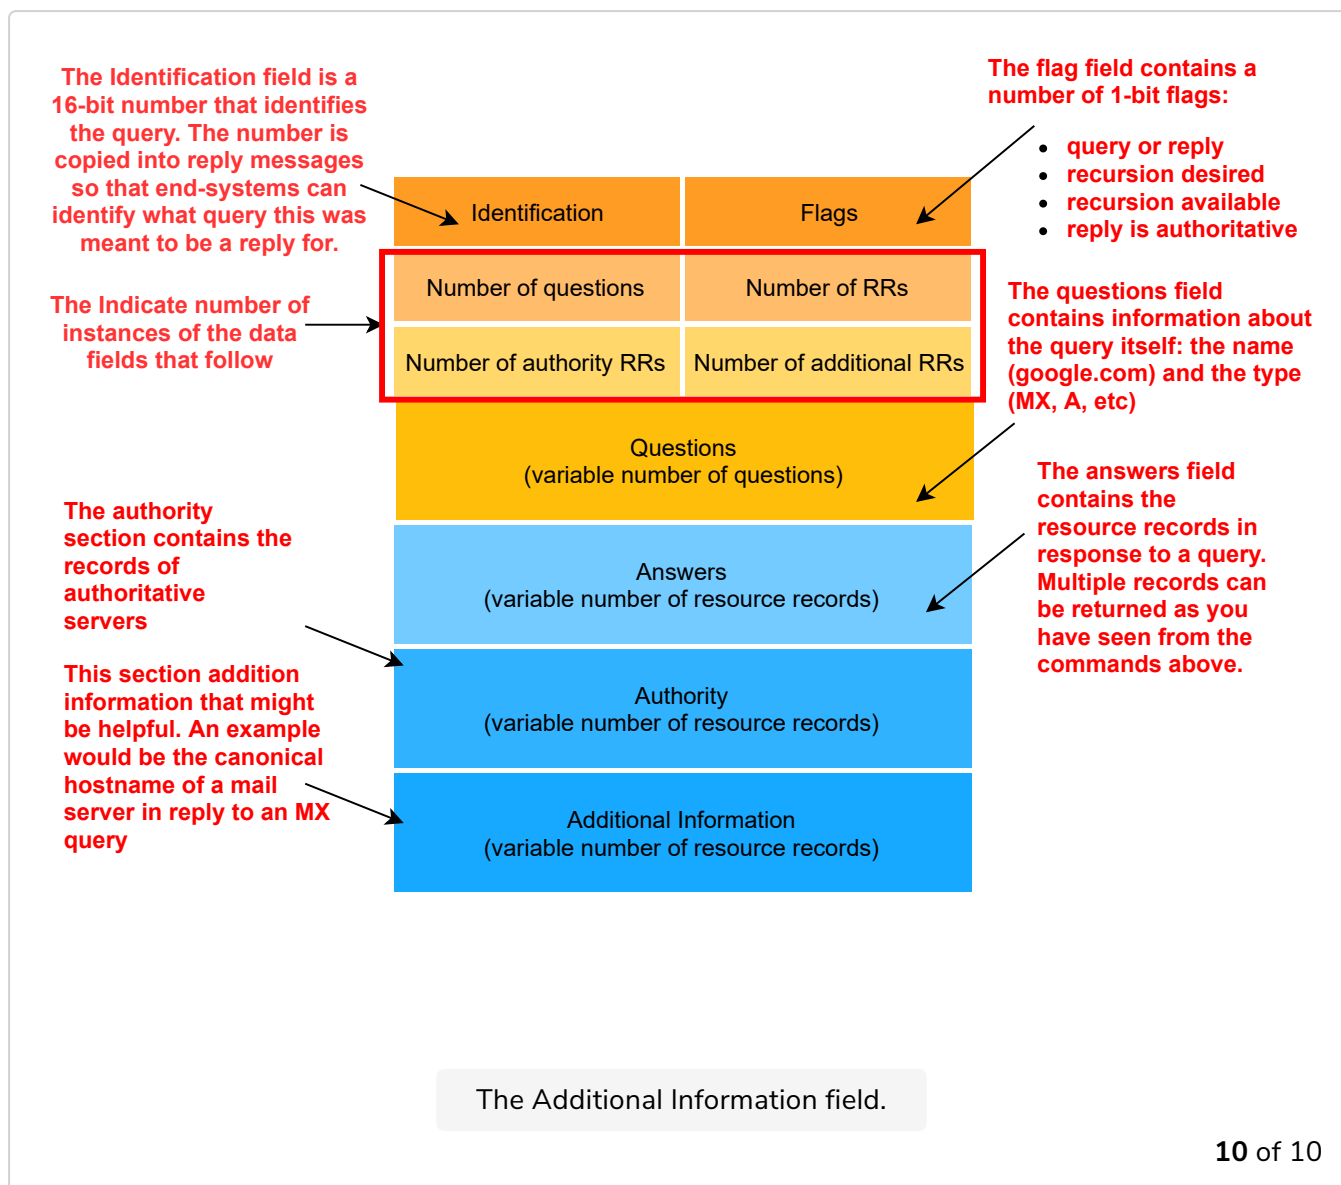 The Identification field is a
16-bit number that identifies
the query. The number is
copied into reply messages
so that end-systems can
identify what query this was
meant to be a reply for.
The flag field contains a
number of 1-bit flags:
• query or reply
• recursion desired
• recursion available
• reply is authoritative
Identification
Flags
The Indicate number of
instances of the data
fields that follow
Number of questions
Number of RRs
Number of authority RRs
Number of additional RRs
The questions field
contains information about
the query itself: the name
(google.com) and the type
(MX, A, etc)
Questions
(variable number of questions)
The answers field
contains the
resource records in
response to a query.
Multiple records can
be returned as you
have seen from the
commands above.
The authority
section contains the
records of
authoritative
servers
Answers
(variable number of resource records)
This section addition
information that might
be helpful. An example
would be the canonical
hostname of a mail
server in reply to an MX
query
Authority
(variable number of resource records)
Additional Information
(variable number of resource records)
The Additional Information field.
10 of 10